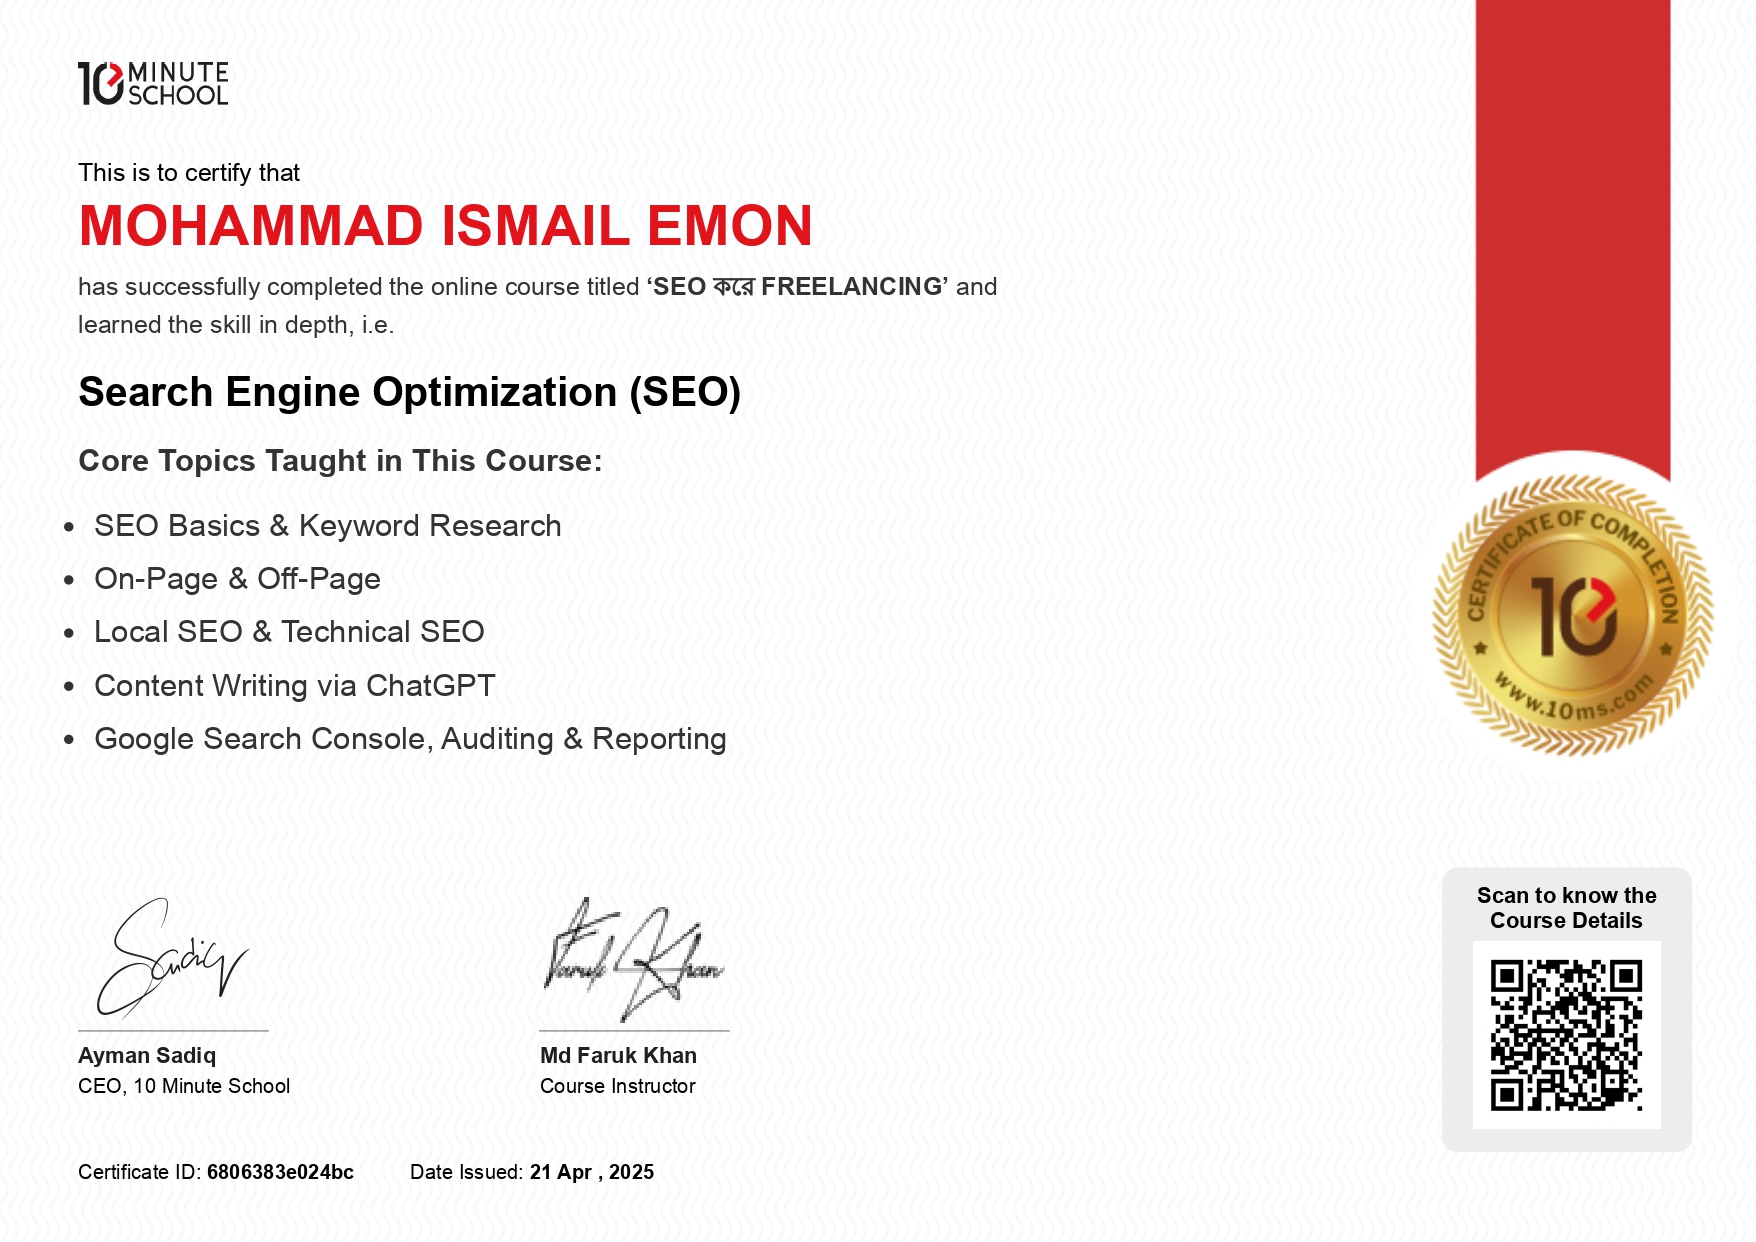 10 MINUTE
SCHOOL
This is to certify that
MOHAMMAD ISMAIL EMON
has successfully completed the online course titled ‘SEO করে FREELANCING’ and
learned the skill in depth, i.e.
Search Engine Optimization (SEO)
Core Topics Taught in This Course:
• SEO Basics & Keyword Research
• On-Page & Off-Page
• Local SEO & Technical SEO
• Content Writing via ChatGPT
• Google Search Console, Auditing & Reporting
CERTIFICATE OF COMPLETION
10
www.10ms.com
Sadiq
Faruk Khan
Ayman Sadiq
CEO, 10 Minute School
Md Faruk Khan
Course Instructor
Scan to know the
Course Details
Certificate ID: 6806383e024bc
Date Issued: 21 Apr , 2025